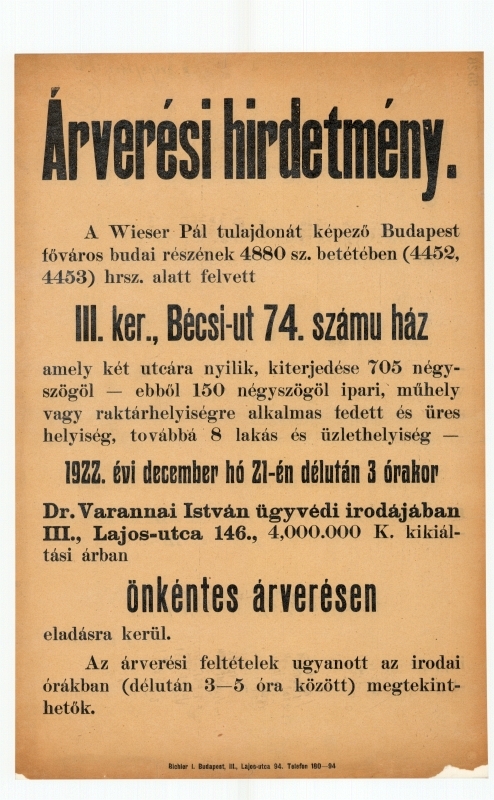 Árverési hirdetmény.
A Wieser Pál tulajdonát képező Budapest
főváros budai részének 4880 sz. betétében (4452,
4453) hrsz. alatt felvett
III. ker., Bécsi-ut 74. számu ház
amely két utcára nyilik, kiterjedése 705 négy-
szögöl — ebből 150 négyszögöl ipari, műhely
vagy raktárhelyiségre alkalmas fedett és üres
helyiség, továbbá 8 lakás és üzlethelyiség —
1922. évi december hó 21-én délután 3 órakor
Dr. Varannai István ügyvédi irodájában
III., Lajos-utca 146., 4,000.000 K. kikiál-
tási árban
önkéntes árverésen
eladásra kerül.
Az árverési feltételek ugyanott az irodai
órákban (délután 3—5 óra között) megtekint-
hetők.
Bichler I. Budapest, III., Lajos-utca 94. Telefon 160—94